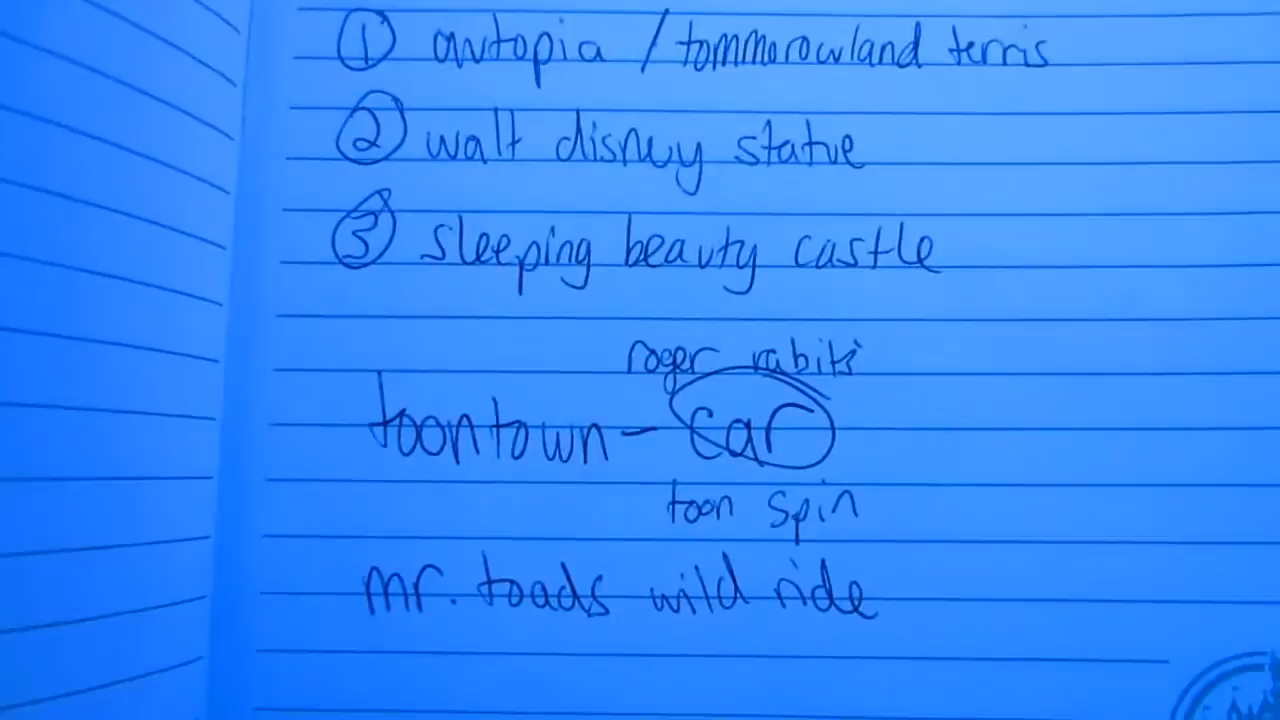 ① autopia / tommorowland terris
② walt disney statue
③ sleeping beauty castle
roger rabits
toontown - car
toon spin
mr. toads wild ride